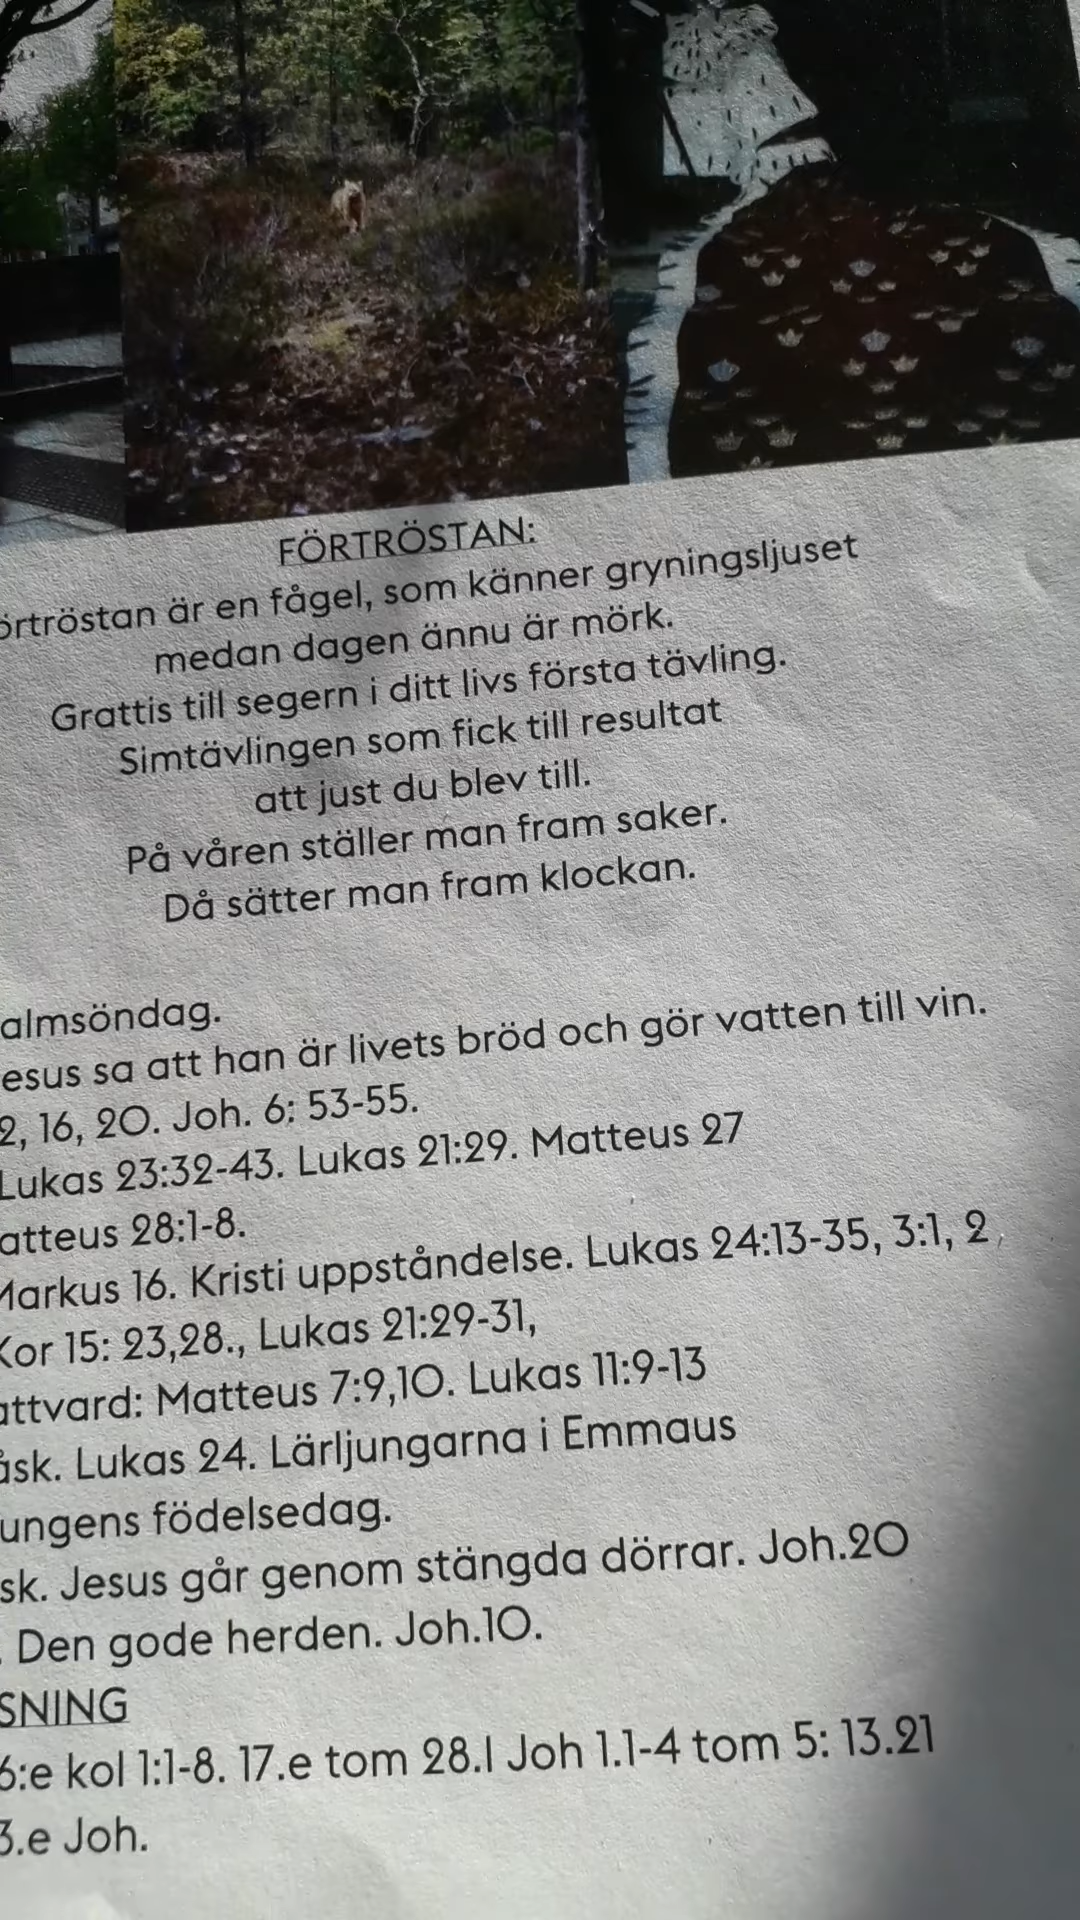 FÖRTRÖSTAN:
örtröstan är en fågel, som känner gryningsljuset
medan dagen ännu är mörk.
Grattis till segern i ditt livs första tävling.
Simtävlingen som fick till resultat
att just du blev till.
På våren ställer man fram saker.
Då sätter man fram klockan.
almsöndag.
esus sa att han är livets bröd och gör vatten till vin.
2, 16, 20. Joh. 6: 53-55.
Lukas 23:32-43. Lukas 21:29. Matteus 27
atteus 28:1-8.
Markus 16. Kristi uppståndelse. Lukas 24:13-35, 3:1, 2,
Kor 15: 23,28., Lukas 21:29-31,
attvard: Matteus 7:9,10. Lukas 11:9-13
åsk. Lukas 24. Lärljungarna i Emmaus
ungens födelsedag.
sk. Jesus går genom stängda dörrar. Joh.20
. Den gode herden. Joh.10.
SNING
6:e kol 1:1-8. 17.e tom 28.I Joh 1.1-4 tom 5: 13.21
3.e Joh.